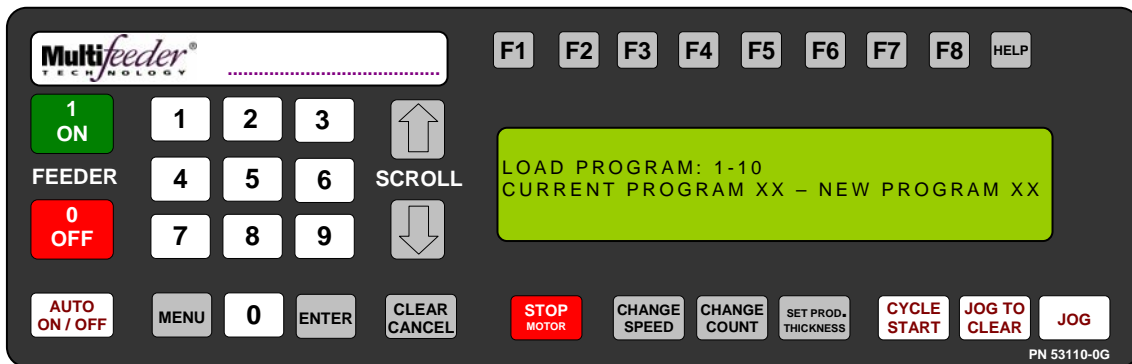 Multifeeder®
TECHNOLOGY
F1 F2 F3 F4 F5 F6 F7 F8 HELP
1
ON
FEEDER
0
OFF
1 2 3
4 5 6
7 8 9
SCROLL
LOAD PROGRAM: 1-10
CURRENT PROGRAM XX – NEW PROGRAM XX
AUTO
ON / OFF
MENU
0
ENTER
CLEAR
CANCEL
STOP
MOTOR
CHANGE
SPEED
CHANGE
COUNT
SET PROD.
THICKNESS
CYCLE
START
JOG TO
CLEAR
JOG
PN 53110-0G